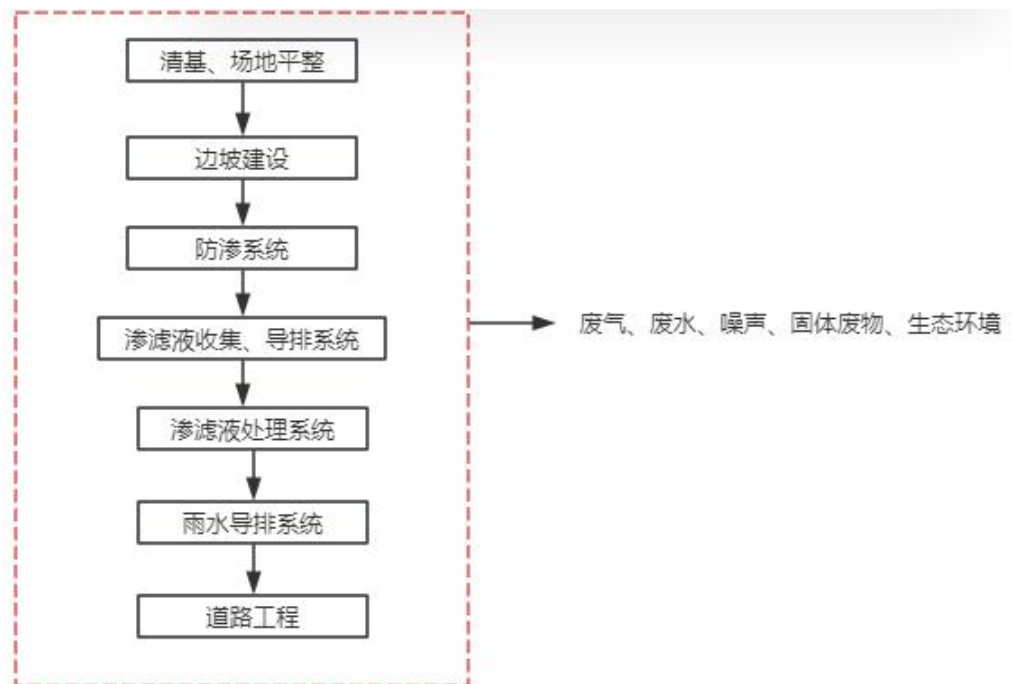 清基、场地平整
边坡建设
防渗系统
渗滤液收集、导排系统
废气、废水、噪声、固体废物、生态环境
渗滤液处理系统
雨水导排系统
道路工程